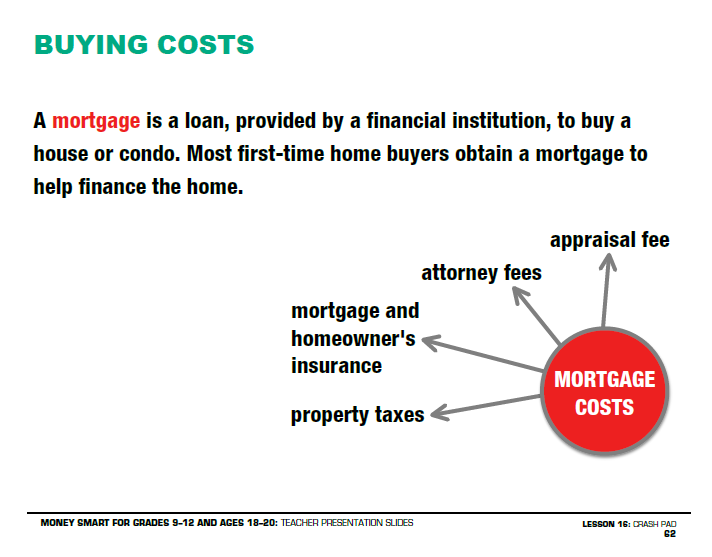 BUYING COSTS
A mortgage is a loan, provided by a financial institution, to buy a
house or condo. Most first-time home buyers obtain a mortgage to
help finance the home.
appraisal fee
attorney fees
mortgage and
homeowner's
insurance
property taxes
MORTGAGE
COSTS
MONEY SMART FOR GRADES 9–12 AND AGES 18–20: TEACHER PRESENTATION SLIDES
LESSON 16: CRASH PAD
62